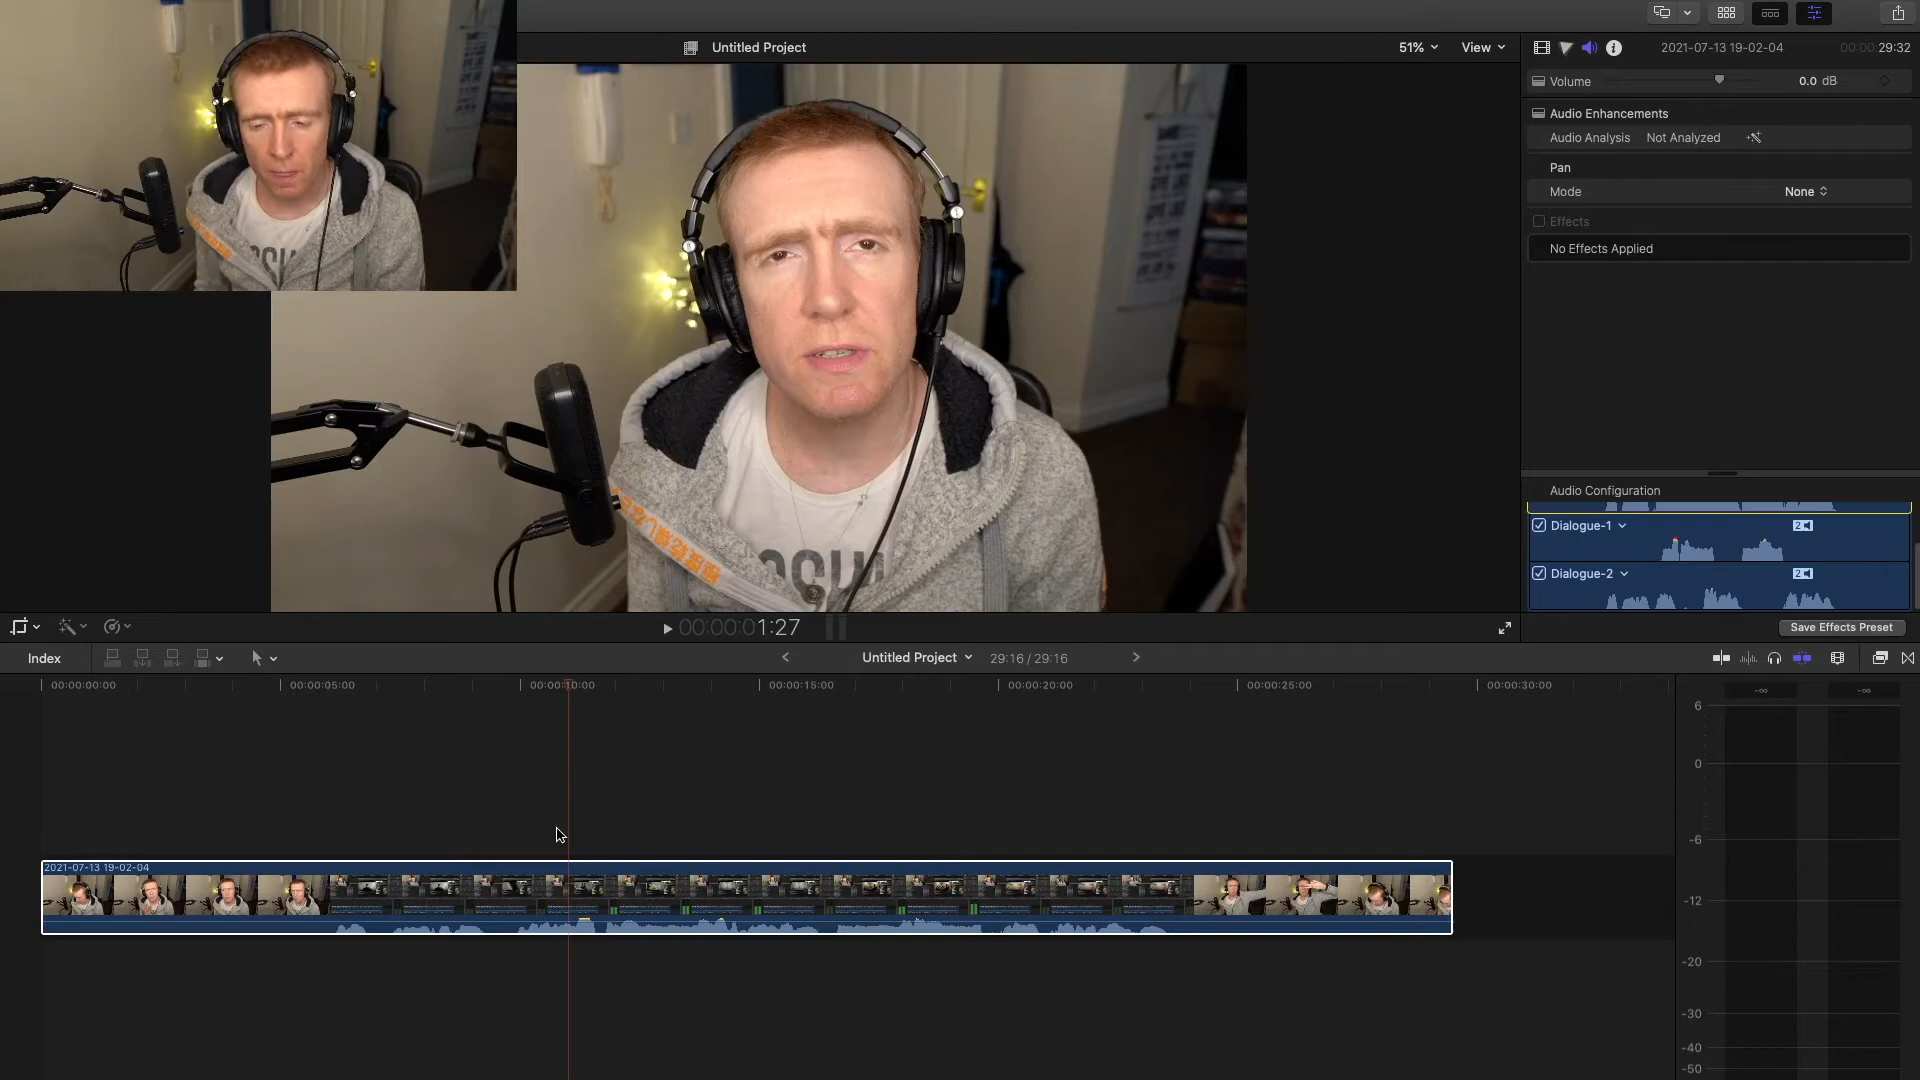 Untitled Project
51%
View
2021-07-13 19-02-04
00:00:29:32
Volume
0.0 dB
Audio Enhancements
Audio Analysis Not Analyzed
Pan
Mode
None
Effects
No Effects Applied
Audio Configuration
Dialogue-1
2
Dialogue-2
2
00:00:01:27
Save Effects Preset
Index
Untitled Project
29:16 / 29:16
00:00:00:00
00:00:05:00
00:00:10:00
00:00:15:00
00:00:20:00
00:00:25:00
00:00:30:00
-∞
-∞
6
0
-6
-12
-20
-30
-40
-50
2021-07-13 19-02-04